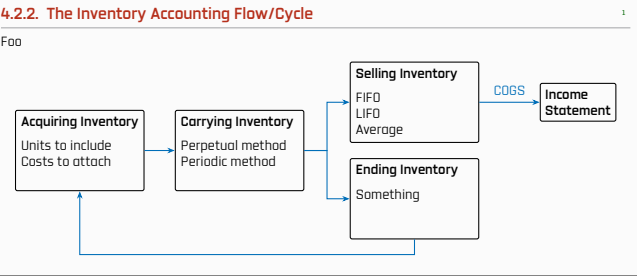 4.2.2. The Inventory Accounting Flow/Cycle
1
Foo
Acquiring Inventory
Units to include
Costs to attach
Carrying Inventory
Perpetual method
Periodic method
Selling Inventory
FIFO
LIFO
Average
COGS
Income
Statement
Ending Inventory
Something